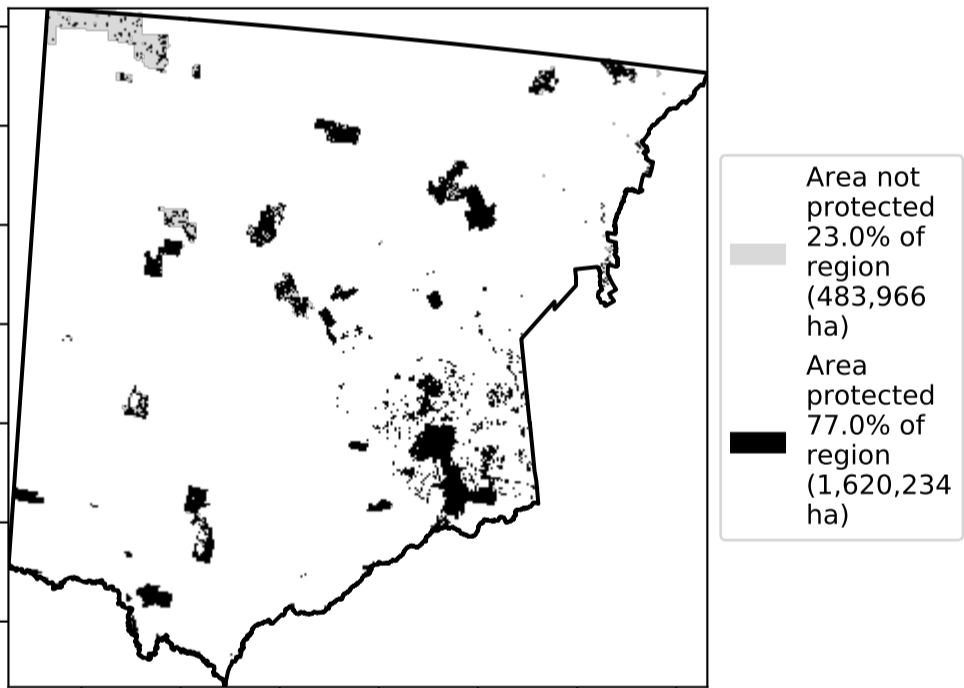 Area not
protected
23.0% of
region
(483,966
ha)
Area
protected
77.0% of
region
(1,620,234
ha)